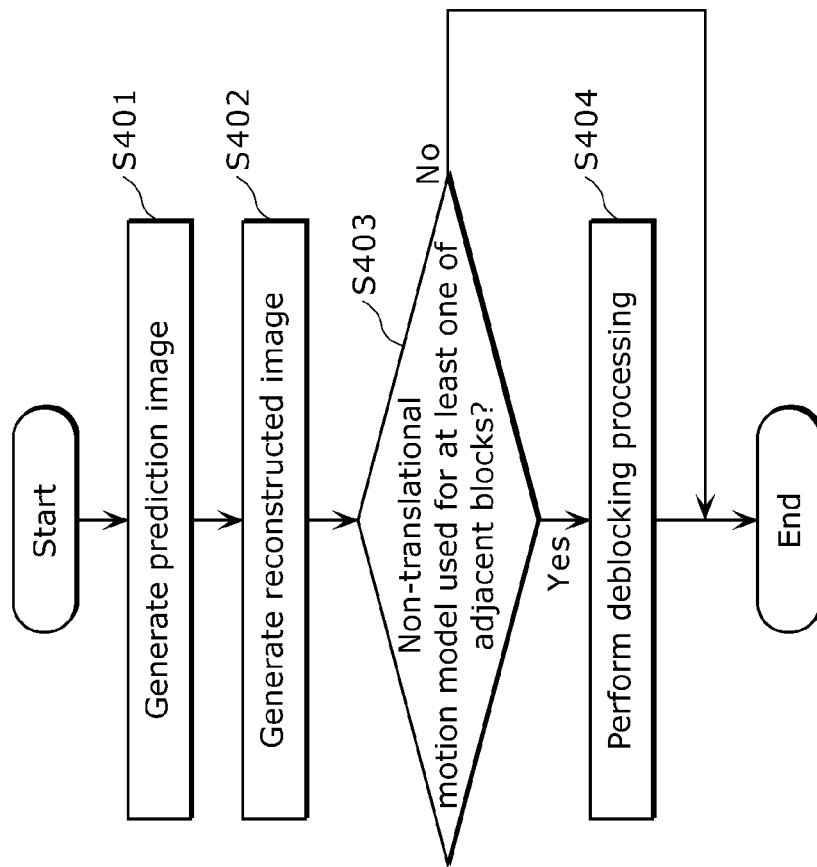 Start
S401
Generate prediction image
S402
Generate reconstructed image
S403
Non-translational
motion model used for at least one of
adjacent blocks?
No
Yes
S404
Perform deblocking processing
End